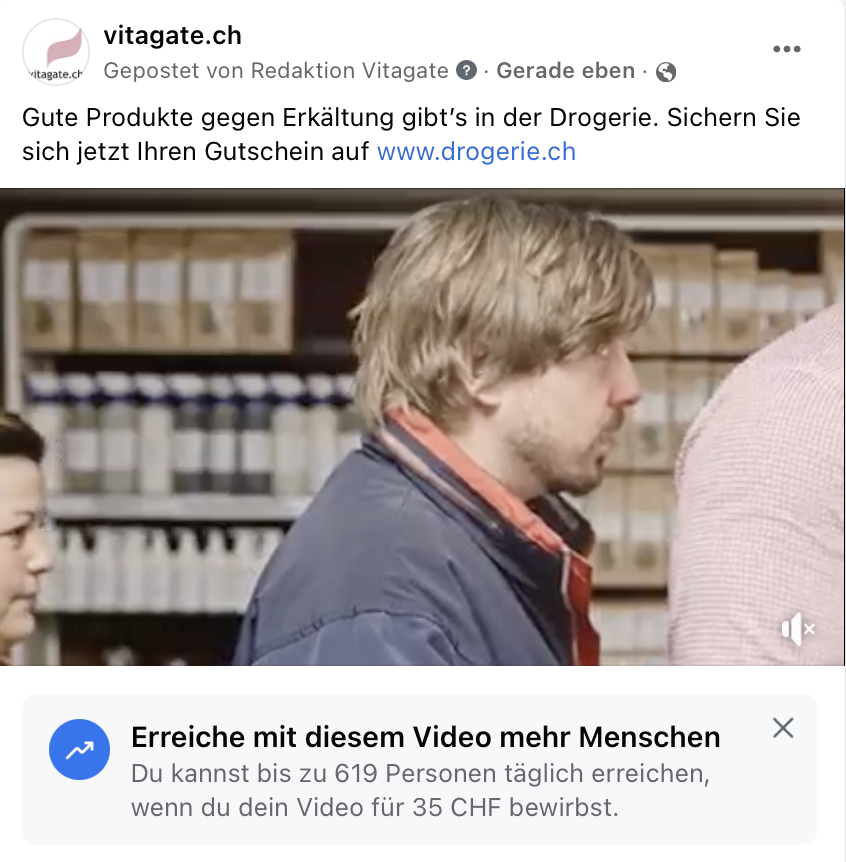 vitagate.ch
vitagate.ch
Gepostet von Redaktion Vitagate ? · Gerade eben ·
Gute Produkte gegen Erkältung gibt’s in der Drogerie. Sichern Sie
sich jetzt Ihren Gutschein auf www.drogerie.ch
Erreiche mit diesem Video mehr Menschen
Du kannst bis zu 619 Personen täglich erreichen,
wenn du dein Video für 35 CHF bewirbst.